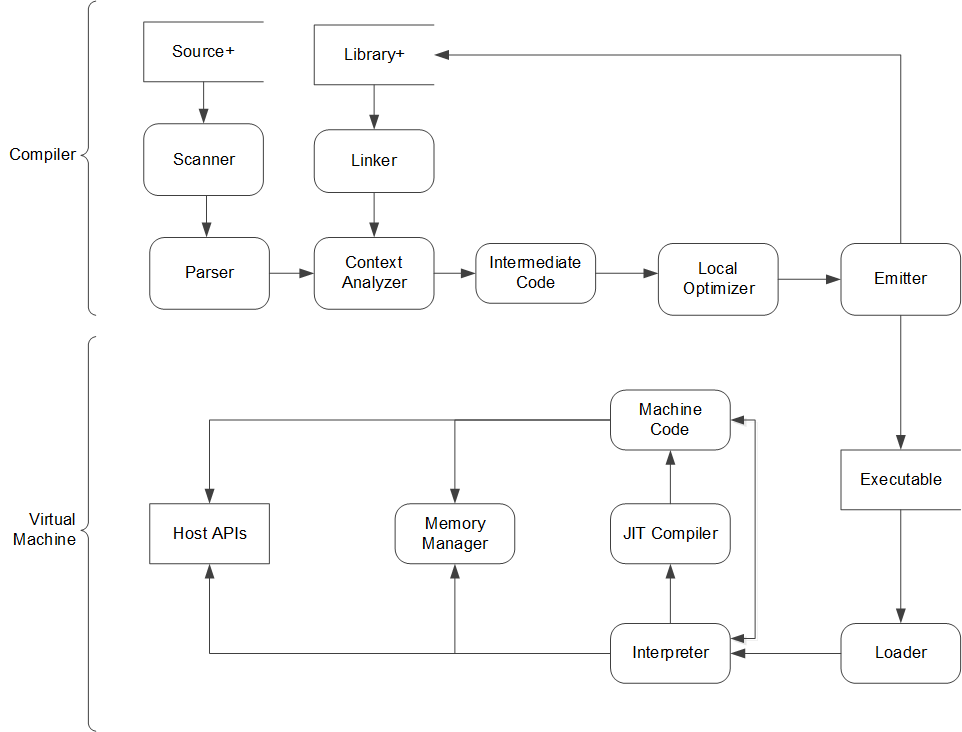 Source+
Library+
Compiler
Scanner
Linker
Parser
Context
Analyzer
Intermediate
Code
Local
Optimizer
Emitter
Machine
Code
Executable
Virtual
Machine
Host APIs
Memory
Manager
JIT Compiler
Interpreter
Loader